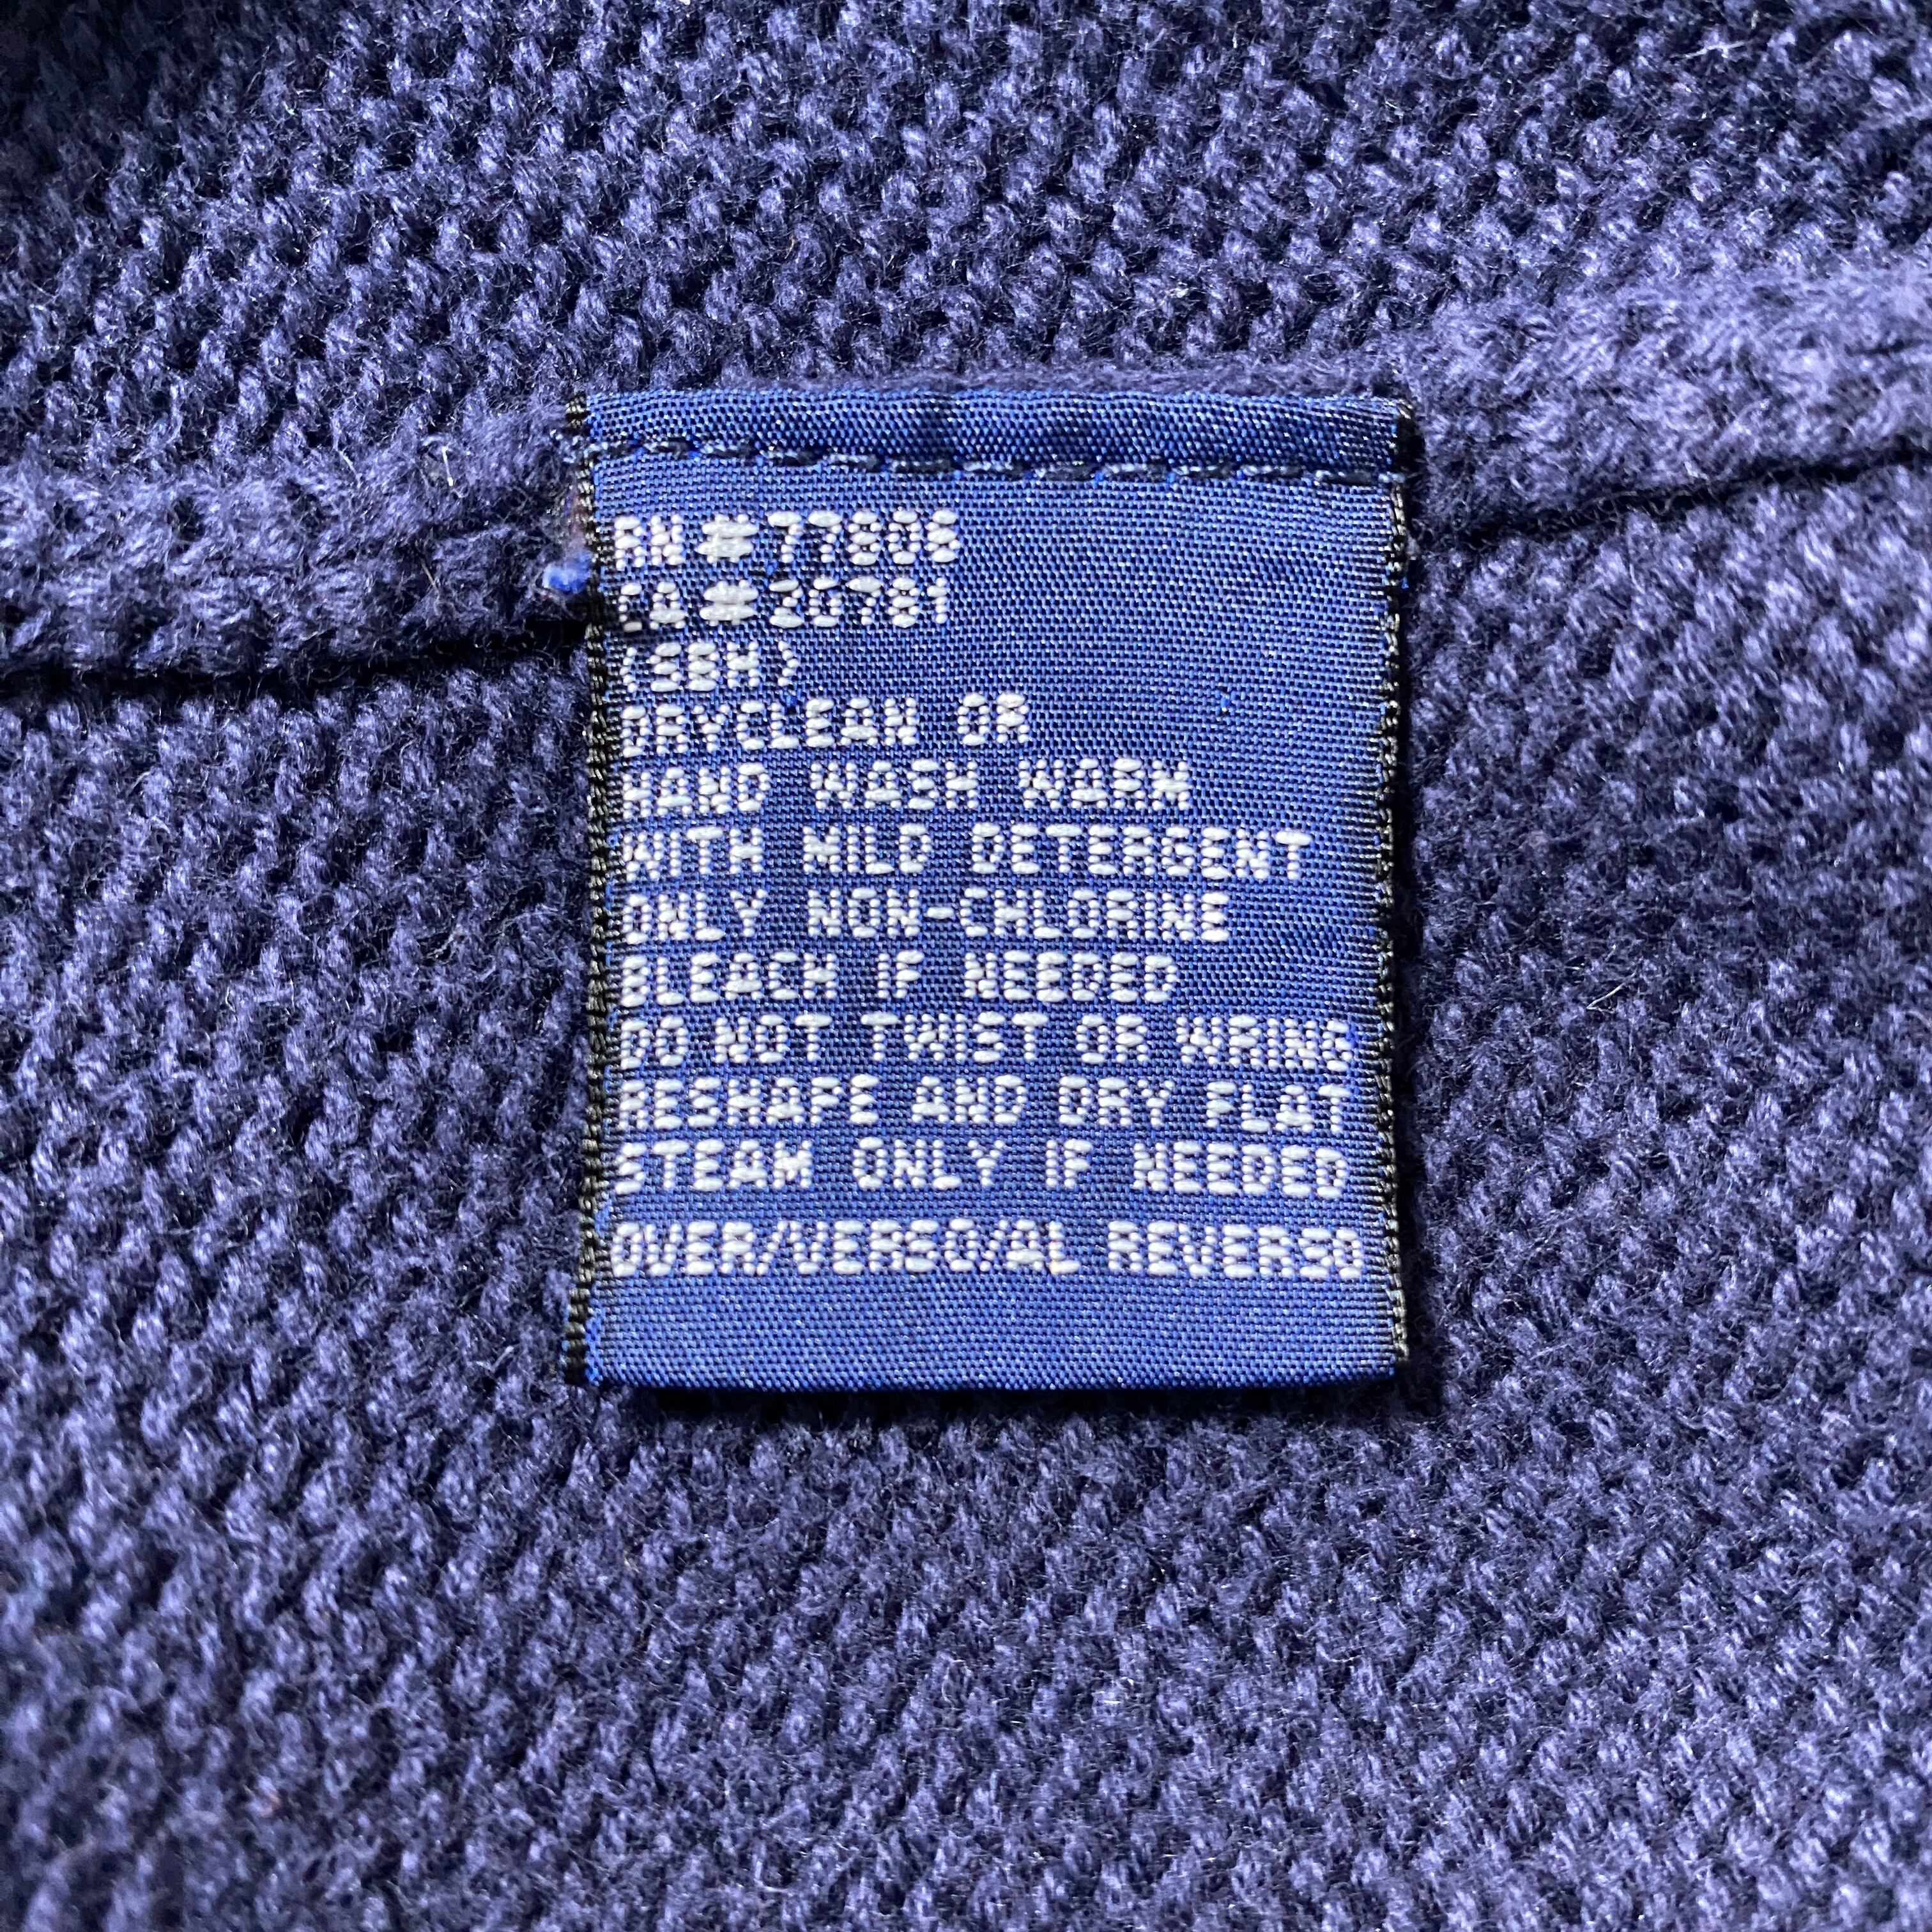 RN#77806
CA#26781
(SBH)
DRYCLEAN OR
HAND WASH WARM
WITH MILD DETERGENT
ONLY NON-CHLORINE
BLEACH IF NEEDED
DO NOT TWIST OR WRING
RESHAPE AND DRY FLAT
STEAM ONLY IF NEEDED
OVER/VERSO/AL REVERSO